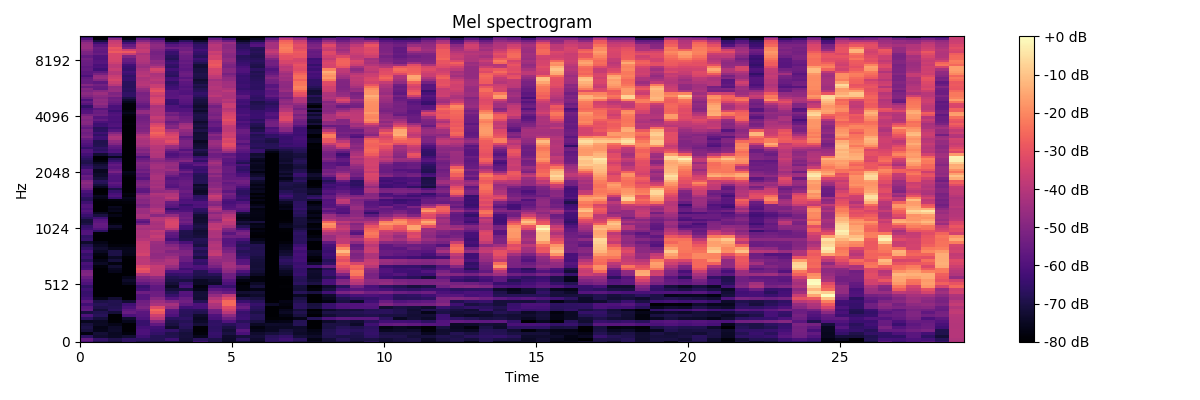 Mel spectrogram
Hz
8192
4096
2048
1024
512
0
0 5 10 15 20 25
Time
+0 dB
-10 dB
-20 dB
-30 dB
-40 dB
-50 dB
-60 dB
-70 dB
-80 dB